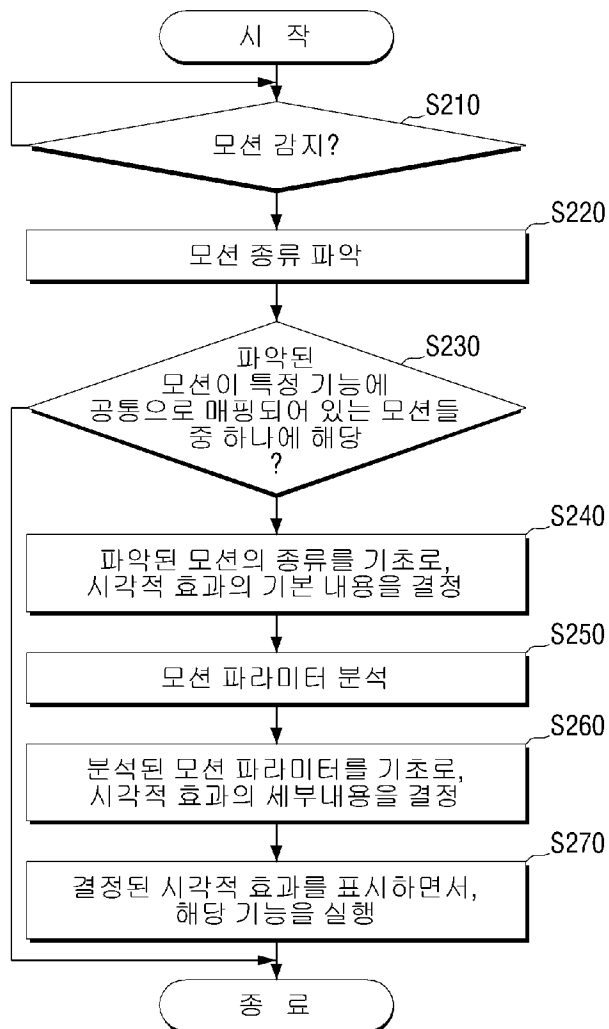 시 작
S210
모션 감지?
S220
모션 종류 파악
S230
파악된
모션이 특정 기능에
공통으로 매핑되어 있는 모션들
중 하나에 해당
?
S240
파악된 모션의 종류를 기초로,
시각적 효과의 기본 내용을 결정
S250
모션 파라미터 분석
S260
분석된 모션 파라미터를 기초로,
시각적 효과의 세부내용을 결정
S270
결정된 시각적 효과를 표시하면서,
해당 기능을 실행
종 료